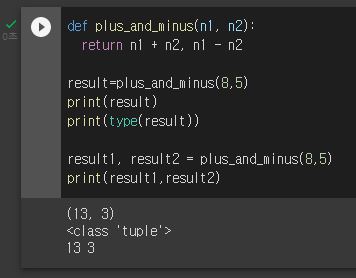 def plus_and_minus(n1, n2):
  return n1 + n2, n1 - n2

result=plus_and_minus(8,5)
print(result)
print(type(result))

result1, result2 = plus_and_minus(8,5)
print(result1,result2)
0초
(13, 3)
<class 'tuple'>
13 3